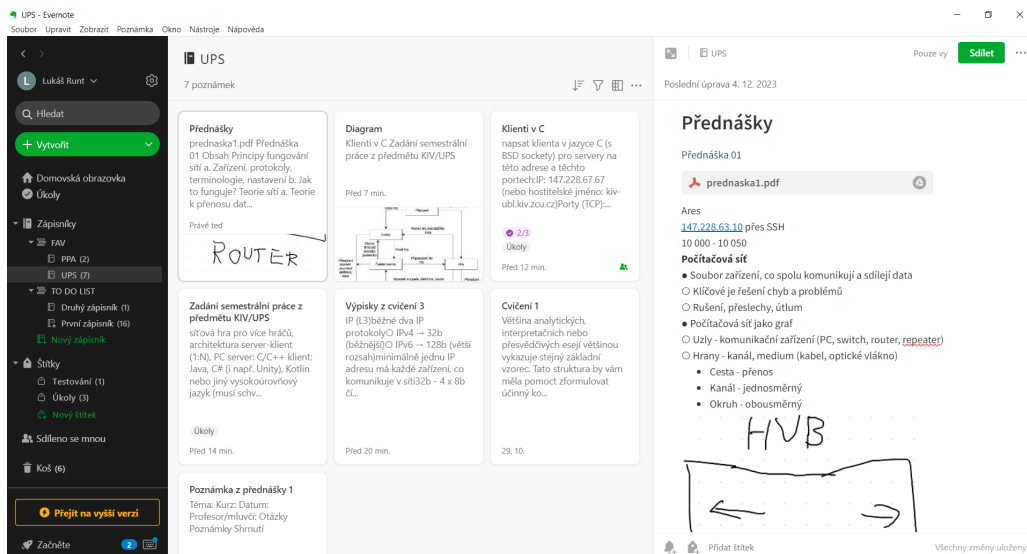 UPS - Evernote
Soubor Upravit Zobrazit Poznámka Okno Nástroje Nápověda
L Lukáš Runt
Hledat
+ Vytvořit
Domovská obrazovka
Úkoly
Zápisníky
FAV
PPA (2)
UPS (7)
TO DO LIST
Druhý zápisník (1)
První zápisník (16)
Nový zápisník
Štítky
Testování (1)
Úkoly (3)
Nový štítek
Sdíleno se mnou
Koš (6)
Přejít na vyšší verzi
Začněte 2
UPS
7 poznámek
Přednášky
prednaska1.pdf Přednáška
01 Obsah Principy fungování
sítí a. Zařízení, protokoly,
terminologie, nastavení b. Jak
to funguje? Teorie sítí a. Teorie
k přenosu dat...
Právě teď
ROUTER
Diagram
Klienti v C Zadání semestrální
práce z předmětu KIV/UPS
Před 7 min.
Klienti v C
napsat klienta v jazyce C (s
BSD sockety) pro servery na
této adrese a těchto
portech:IP: 147.228.67.67
(nebo hostitelské jméno: kiv-
ubl.kiv.zcu.cz)Porty (TCP):...
2/3
Úkoly
Před 12 min.
Zadání semestrální práce z
předmětu KIV/UPS
síťová hra pro více hráčů,
architektura server-klient
(1:N), PC server: C/C++ klient:
Java, C# (i např. Unity), Kotlin
nebo jiný vysokoúrovňový
jazyk (musí schv...
Úkoly
Před 14 min.
Výpisky z cvičení 3
IP (L3)běžné dva IP
protokolyO IPv4 → 32b
(běžnější)O IPv6 → 128b (větší
rozsah)minimálně jednu IP
adresu má každé zařízení, co
komunikuje v síti32b - 4 x 8b
čí...
Před 20 min.
Cvičení 1
Většina analytických,
interpretačních nebo
přesvědčivých esejí většinou
vykazuje stejný základní
vzorec. Tato struktura by vám
měla pomoct zformulovat
účinný ko...
29. 10.
Poznámka z přednášky 1
Téma: Kurz: Datum:
Profesor/mluvčí: Otázky
Poznámky Shrnutí
UPS
Pouze vy
Sdílet
Poslední úprava 4. 12. 2023
Přednášky
Přednáška 01
prednaska1.pdf
Ares
147.228.63.10 přes SSH
10 000 - 10 050
Počítačová síť
● Soubor zařízení, co spolu komunikují a sdílejí data
O Klíčové je řešení chyb a problémů
O Rušení, přeslechy, útlum
● Počítačová síť jako graf
O Uzly - komunikační zařízení (PC, switch, router, repeater)
O Hrany - kanál, medium (kabel, optické vlákno)
• Cesta - přenos
• Kanál - jednosměrný
• Okruh - obousměrný
HUB
Přidat štítek
Všechny změny uloženy